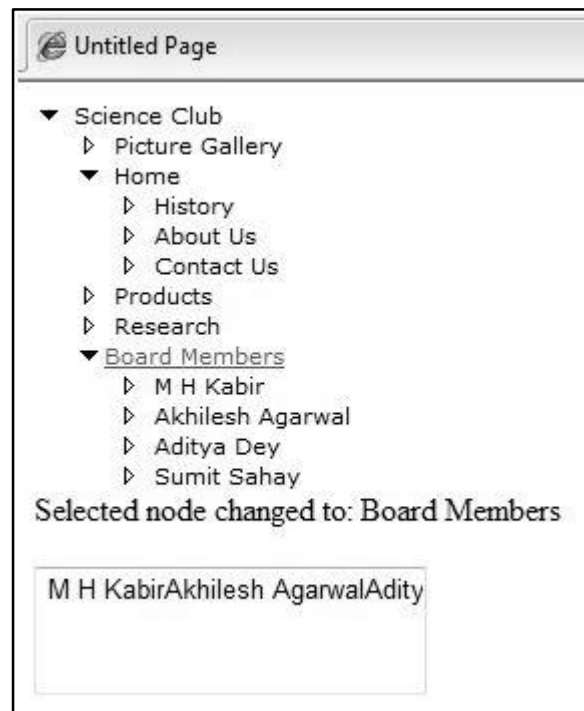 Untitled Page
Science Club
Picture Gallery
Home
History
About Us
Contact Us
Products
Research
Board Members
M H Kabir
Akhilesh Agarwal
Aditya Dey
Sumit Sahay
Selected node changed to: Board Members
M H KabirAkhilesh AgarwalAdity